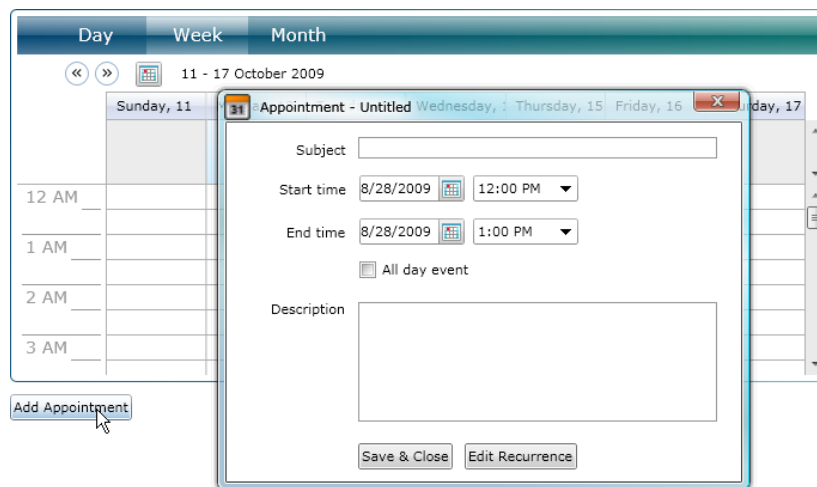 Day Week Month
11 - 17 October 2009
Sunday, 11 Wednesday, Thursday, 15 Friday, 16 day, 17
31 Appointment - Untitled
Subject
12 AM
Start time 8/28/2009 12:00 PM
End time 8/28/2009 1:00 PM
1 AM
All day event
2 AM
Description
3 AM
Add Appointment
Save & Close Edit Recurrence